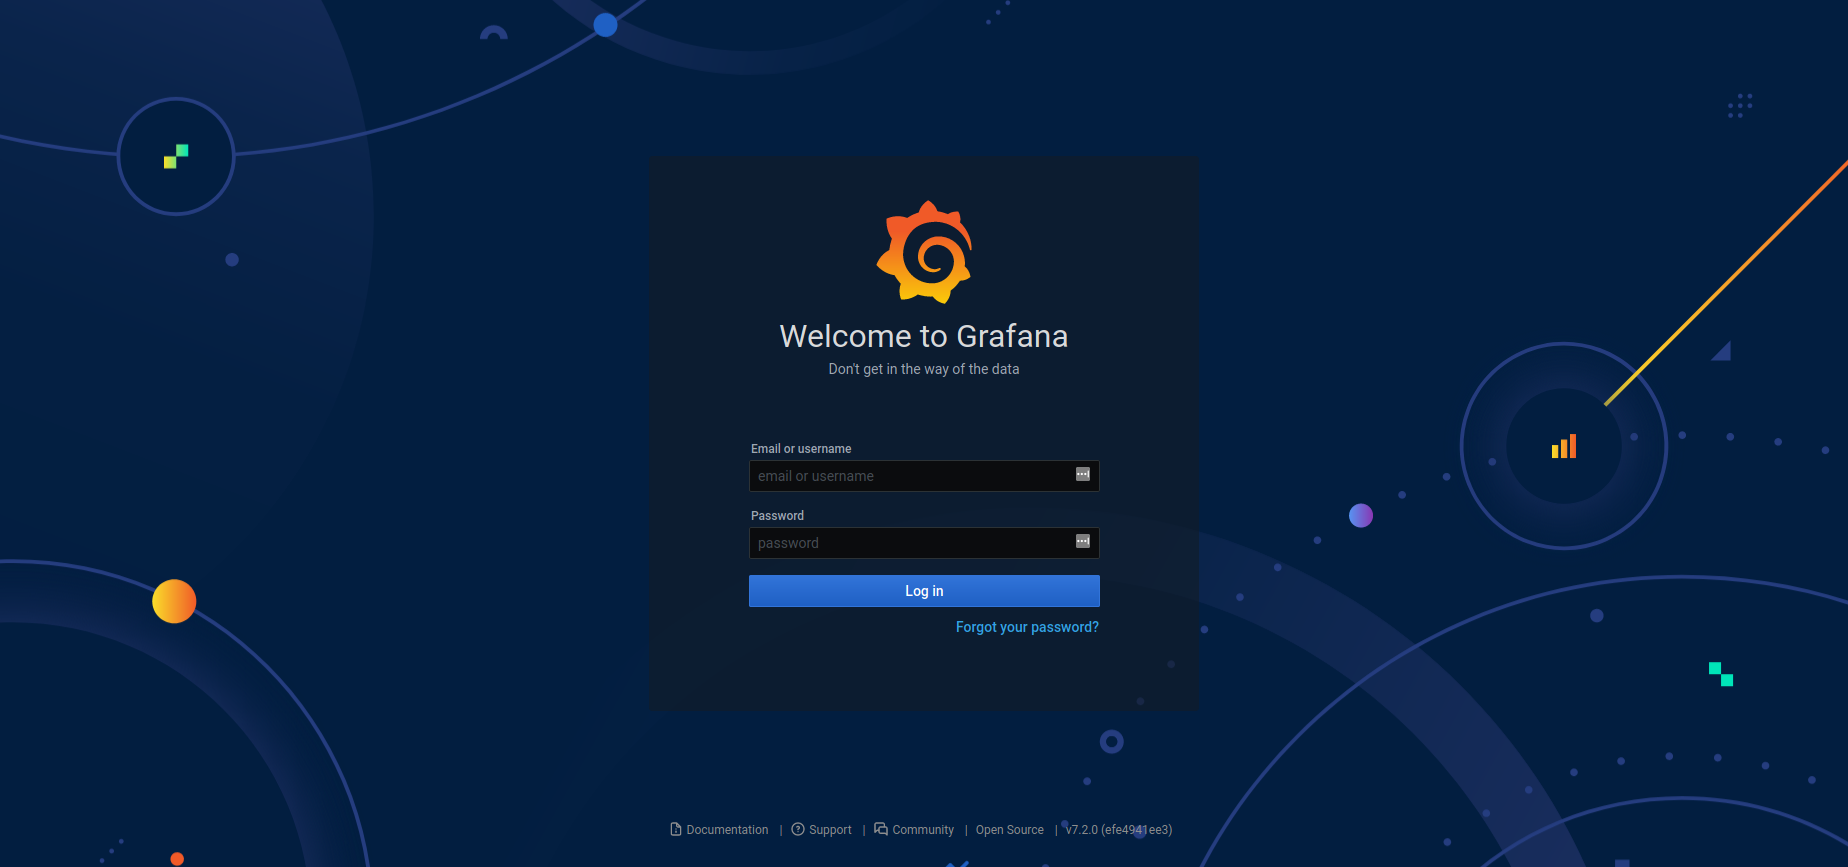 Welcome to Grafana
Don't get in the way of the data
Email or username
email or username
Password
password
Log in
Forgot your password?
Documentation | Support | Community | Open Source | v7.2.0 (efe4941ee3)